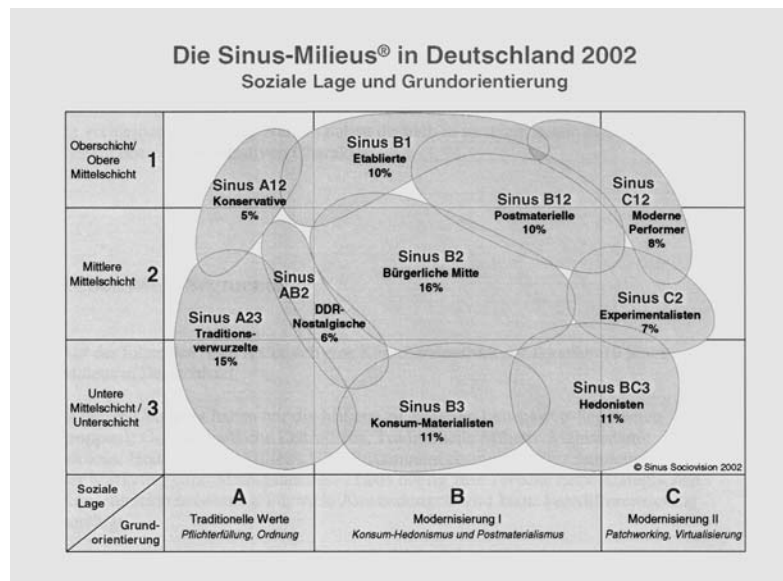 Die Sinus-Milieus® in Deutschland 2002
Soziale Lage und Grundorientierung
Oberschicht/
Obere
Mittelschicht
1
Sinus A12
Konservative
5%
Sinus B1
Etablierte
10%
Sinus B12
Postmaterielle
10%
Sinus
C12
Moderne
Performer
8%
Mittlere
Mittelschicht
2
Sinus
AB2
DDR-
Nostalgische
6%
Sinus B2
Bürgerliche Mitte
16%
Sinus C2
Experimentalisten
7%
Sinus A23
Traditions-
verwurzelte
15%
Untere
Mittelschicht /
Unterschicht
3
Sinus B3
Konsum-Materialisten
11%
Sinus BC3
Hedonisten
11%
© Sinus Sociovision 2002
Soziale
Lage
Grund-
orientierung
A
Traditionelle Werte
Pflichterfüllung, Ordnung
B
Modernisierung I
Konsum-Hedonismus und Postmaterialismus
C
Modernisierung II
Patchworking, Virtualisierung